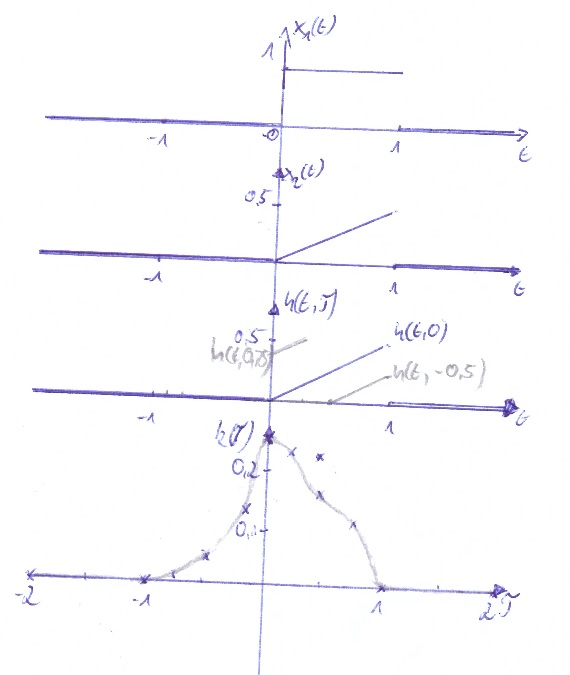 x₁(t)
1
-1 0 1 t
x₂(t)
0,5
-1 1 t
h(t,τ)
0,5 h(t,0)
h(t,0,75) h(t,-0,5)
-1 1 t
k(τ)
0,2
0,1
-2 -1 1 2 τ